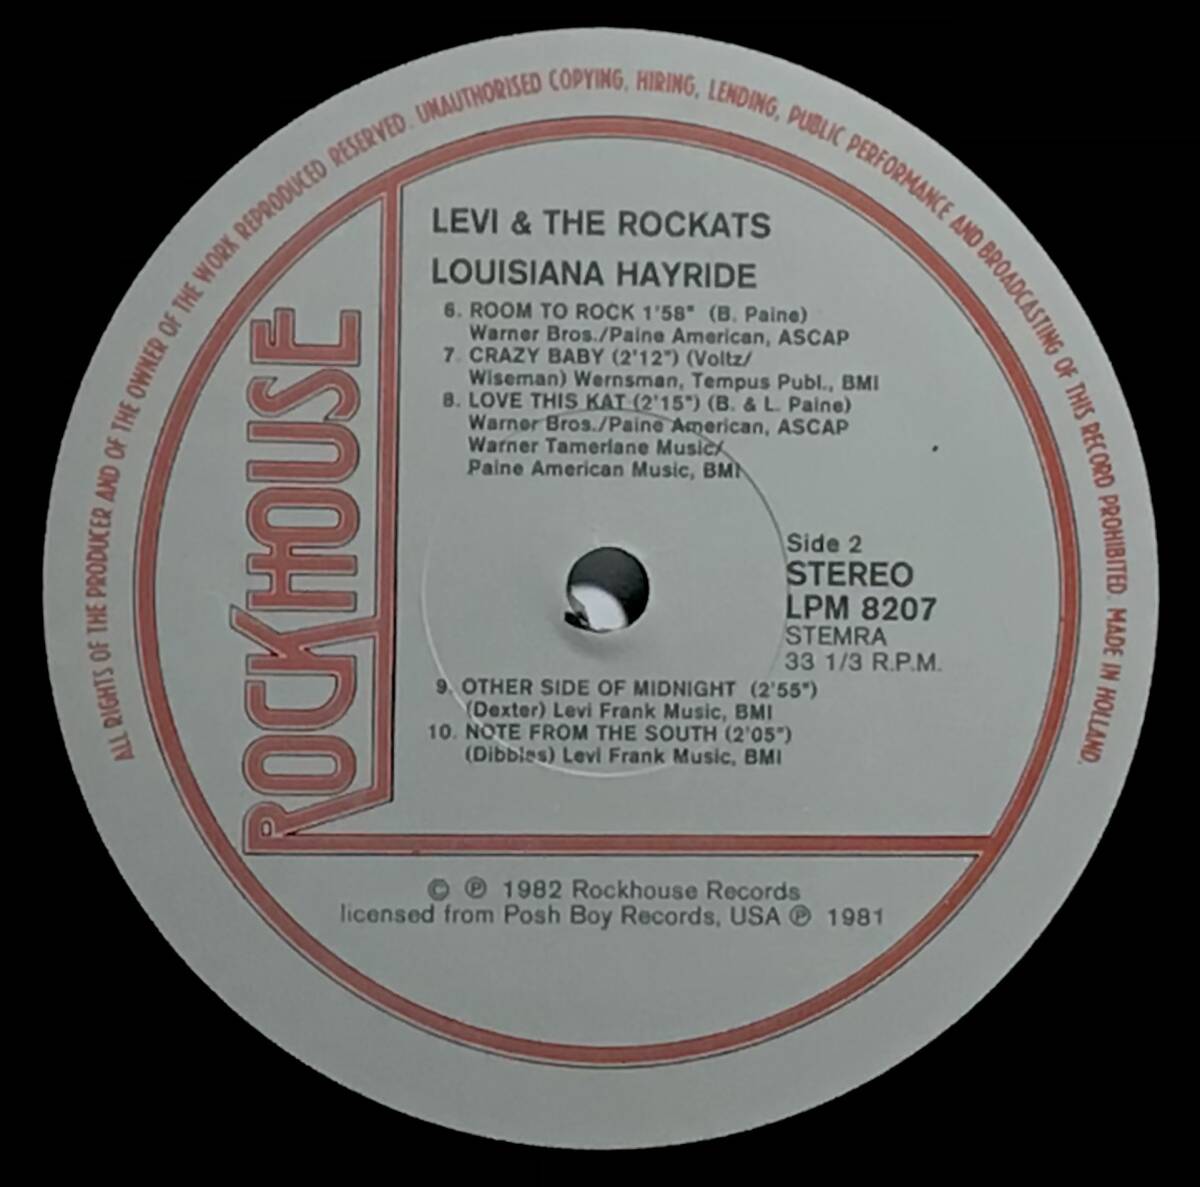 ALL RIGHTS OF THE PRODUCER AND OF THE OWNER OF THE WORK REPRODUCED RESERVED. UNAUTHORISED COPYING, HIRING, LENDING, PUBLIC PERFORMANCE AND BROADCASTING OF THIS RECORD PROHIBITED. MADE IN HOLLAND.
ROCKHOUSE
LEVI & THE ROCKATS
LOUISIANA HAYRIDE
6. ROOM TO ROCK 1'58" (B. Paine)
Warner Bros./Paine American, ASCAP
7. CRAZY BABY (2'12") (Voltz/
Wiseman) Wernsman, Tempus Publ., BMI
8. LOVE THIS KAT (2'15") (B. & L. Paine)
Warner Bros./Paine American, ASCAP
Warner Tamerlane Music/
Paine American Music, BMI
Side 2
STEREO
LPM 8207
STEMRA
33 1/3 R.P.M.
9. OTHER SIDE OF MIDNIGHT (2'55")
(Dexter) Levi Frank Music, BMI
10. NOTE FROM THE SOUTH (2'05")
(Dibbles) Levi Frank Music, BMI
© ℗ 1982 Rockhouse Records
licensed from Posh Boy Records, USA ℗ 1981